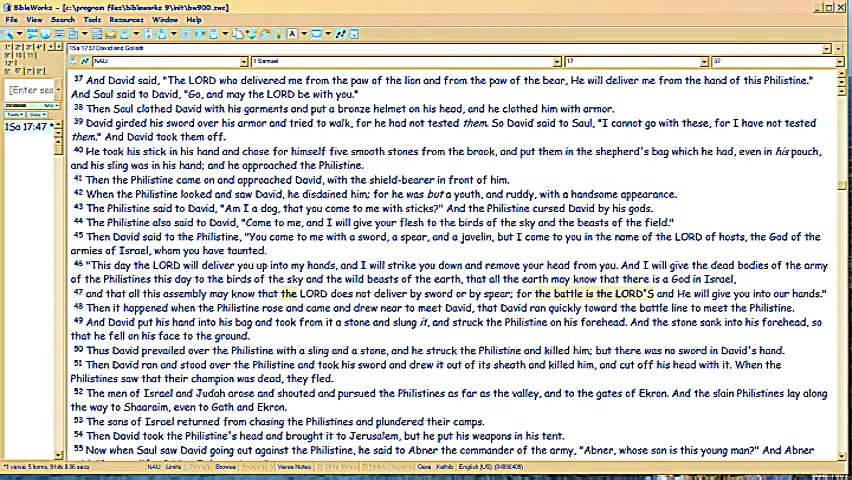 BibleWorks [c:\program files\bibleworks 9\init\bw900.swc]
File View Search Tools Resources Window Help
1Sa 17:37 David and Goliath
NAU 1 Samuel 17 37
[Enter sea
1Sa 17:47 *
37 And David said, "The LORD who delivered me from the paw of the lion and from the paw of the bear, He will deliver me from the hand of this Philistine."
And Saul said to David, "Go, and may the LORD be with you."
38 Then Saul clothed David with his garments and put a bronze helmet on his head, and he clothed him with armor.
39 David girded his sword over his armor and tried to walk, for he had not tested them. So David said to Saul, "I cannot go with these, for I have not tested
them." And David took them off.
40 He took his stick in his hand and chose for himself five smooth stones from the brook, and put them in the shepherd's bag which he had, even in his pouch,
and his sling was in his hand; and he approached the Philistine.
41 Then the Philistine came on and approached David, with the shield-bearer in front of him.
42 When the Philistine looked and saw David, he disdained him; for he was but a youth, and ruddy, with a handsome appearance.
43 The Philistine said to David, "Am I a dog, that you come to me with sticks?" And the Philistine cursed David by his gods.
44 The Philistine also said to David, "Come to me, and I will give your flesh to the birds of the sky and the beasts of the field."
45 Then David said to the Philistine, "You come to me with a sword, a spear, and a javelin, but I come to you in the name of the LORD of hosts, the God of the
armies of Israel, whom you have taunted.
46 "This day the LORD will deliver you up into my hands, and I will strike you down and remove your head from you. And I will give the dead bodies of the army
of the Philistines this day to the birds of the sky and the wild beasts of the earth, that all the earth may know that there is a God in Israel,
47 and that all this assembly may know that the LORD does not deliver by sword or by spear; for the battle is the LORD'S and He will give you into our hands."
48 Then it happened when the Philistine rose and came and drew near to meet David, that David ran quickly toward the battle line to meet the Philistine.
49 And David put his hand into his bag and took from it a stone and slung it, and struck the Philistine on his forehead. And the stone sank into his forehead, so
that he fell on his face to the ground.
50 Thus David prevailed over the Philistine with a sling and a stone, and he struck the Philistine and killed him; but there was no sword in David's hand.
51 Then David ran and stood over the Philistine and took his sword and drew it out of its sheath and killed him, and cut off his head with it. When the
Philistines saw that their champion was dead, they fled.
52 The men of Israel and Judah arose and shouted and pursued the Philistines as far as the valley, and to the gates of Ekron. And the slain Philistines lay along
the way to Shaaraim, even to Gath and Ekron.
53 The sons of Israel returned from chasing the Philistines and plundered their camps.
54 Then David took the Philistine's head and brought it to Jerusalem, but he put his weapons in his tent.
55 Now when Saul saw David going out against the Philistine, he said to Abner the commander of the army, "Abner, whose son is this young man?" And Abner
NAU Limits Browse Verse Notes Qere Kethib English (US)